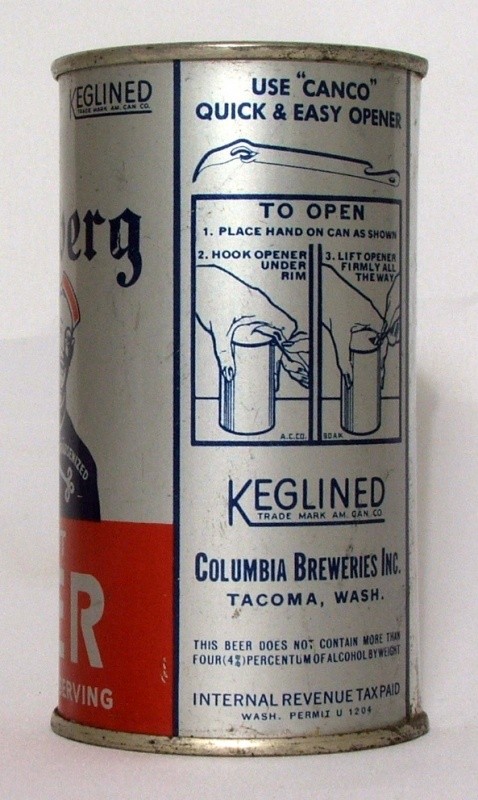 KEGLINED
TRADE MARK AM. CAN CO.
berg
ENIZED
T
ER
SERVING
USE "CANCO"
QUICK & EASY OPENER
TO OPEN
1. PLACE HAND ON CAN AS SHOWN
2. HOOK OPENER
UNDER
RIM
3. LIFT OPENER
FIRMLY ALL
THE WAY
A.C.CO.
50 A.K.
KEGLINED
TRADE MARK AM. CAN. CO
COLUMBIA BREWERIES INC.
TACOMA, WASH.
THIS BEER DOES NOT CONTAIN MORE THAN
FOUR (4%) PERCENTUM OF ALCOHOL BY WEIGHT
INTERNAL REVENUE TAX PAID
WASH. PERMIT U 1204